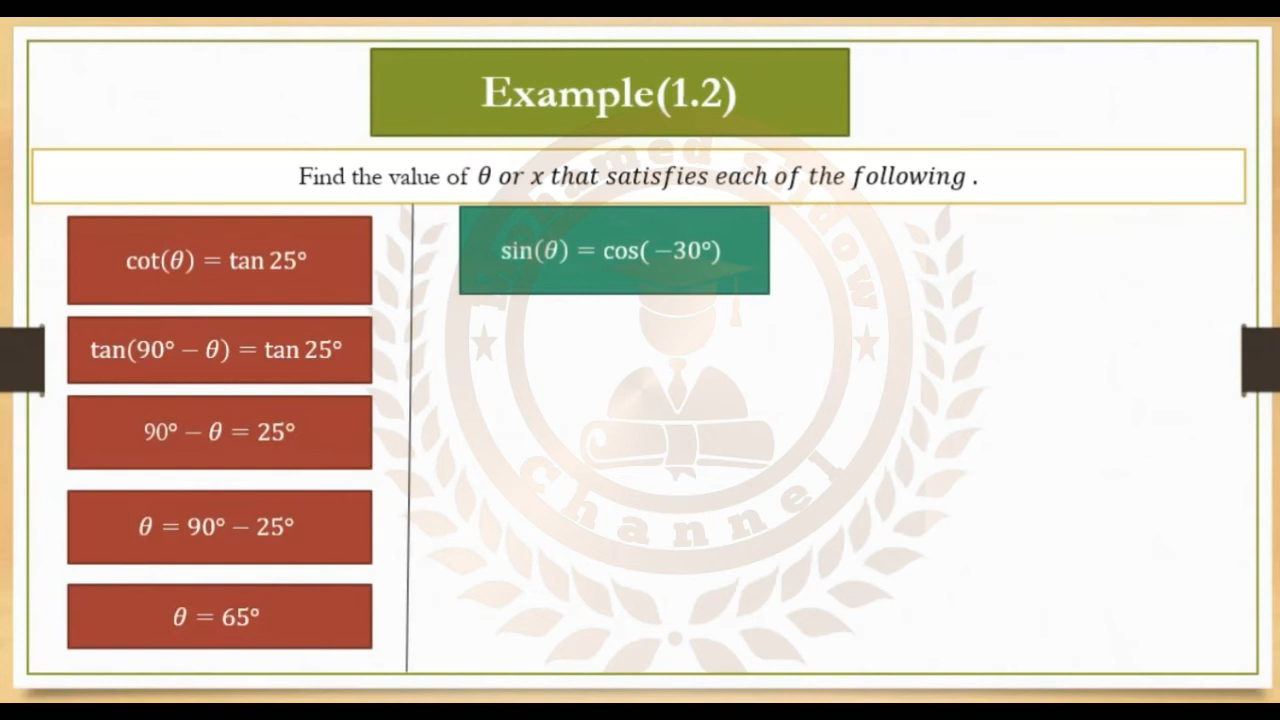 Example(1.2)
Find the value of θ or x that satisfies each of the following .
cot(θ) = tan 25°
tan(90° − θ) = tan 25°
90° − θ = 25°
θ = 90° − 25°
θ = 65°
sin(θ) = cos( −30°)
Channel